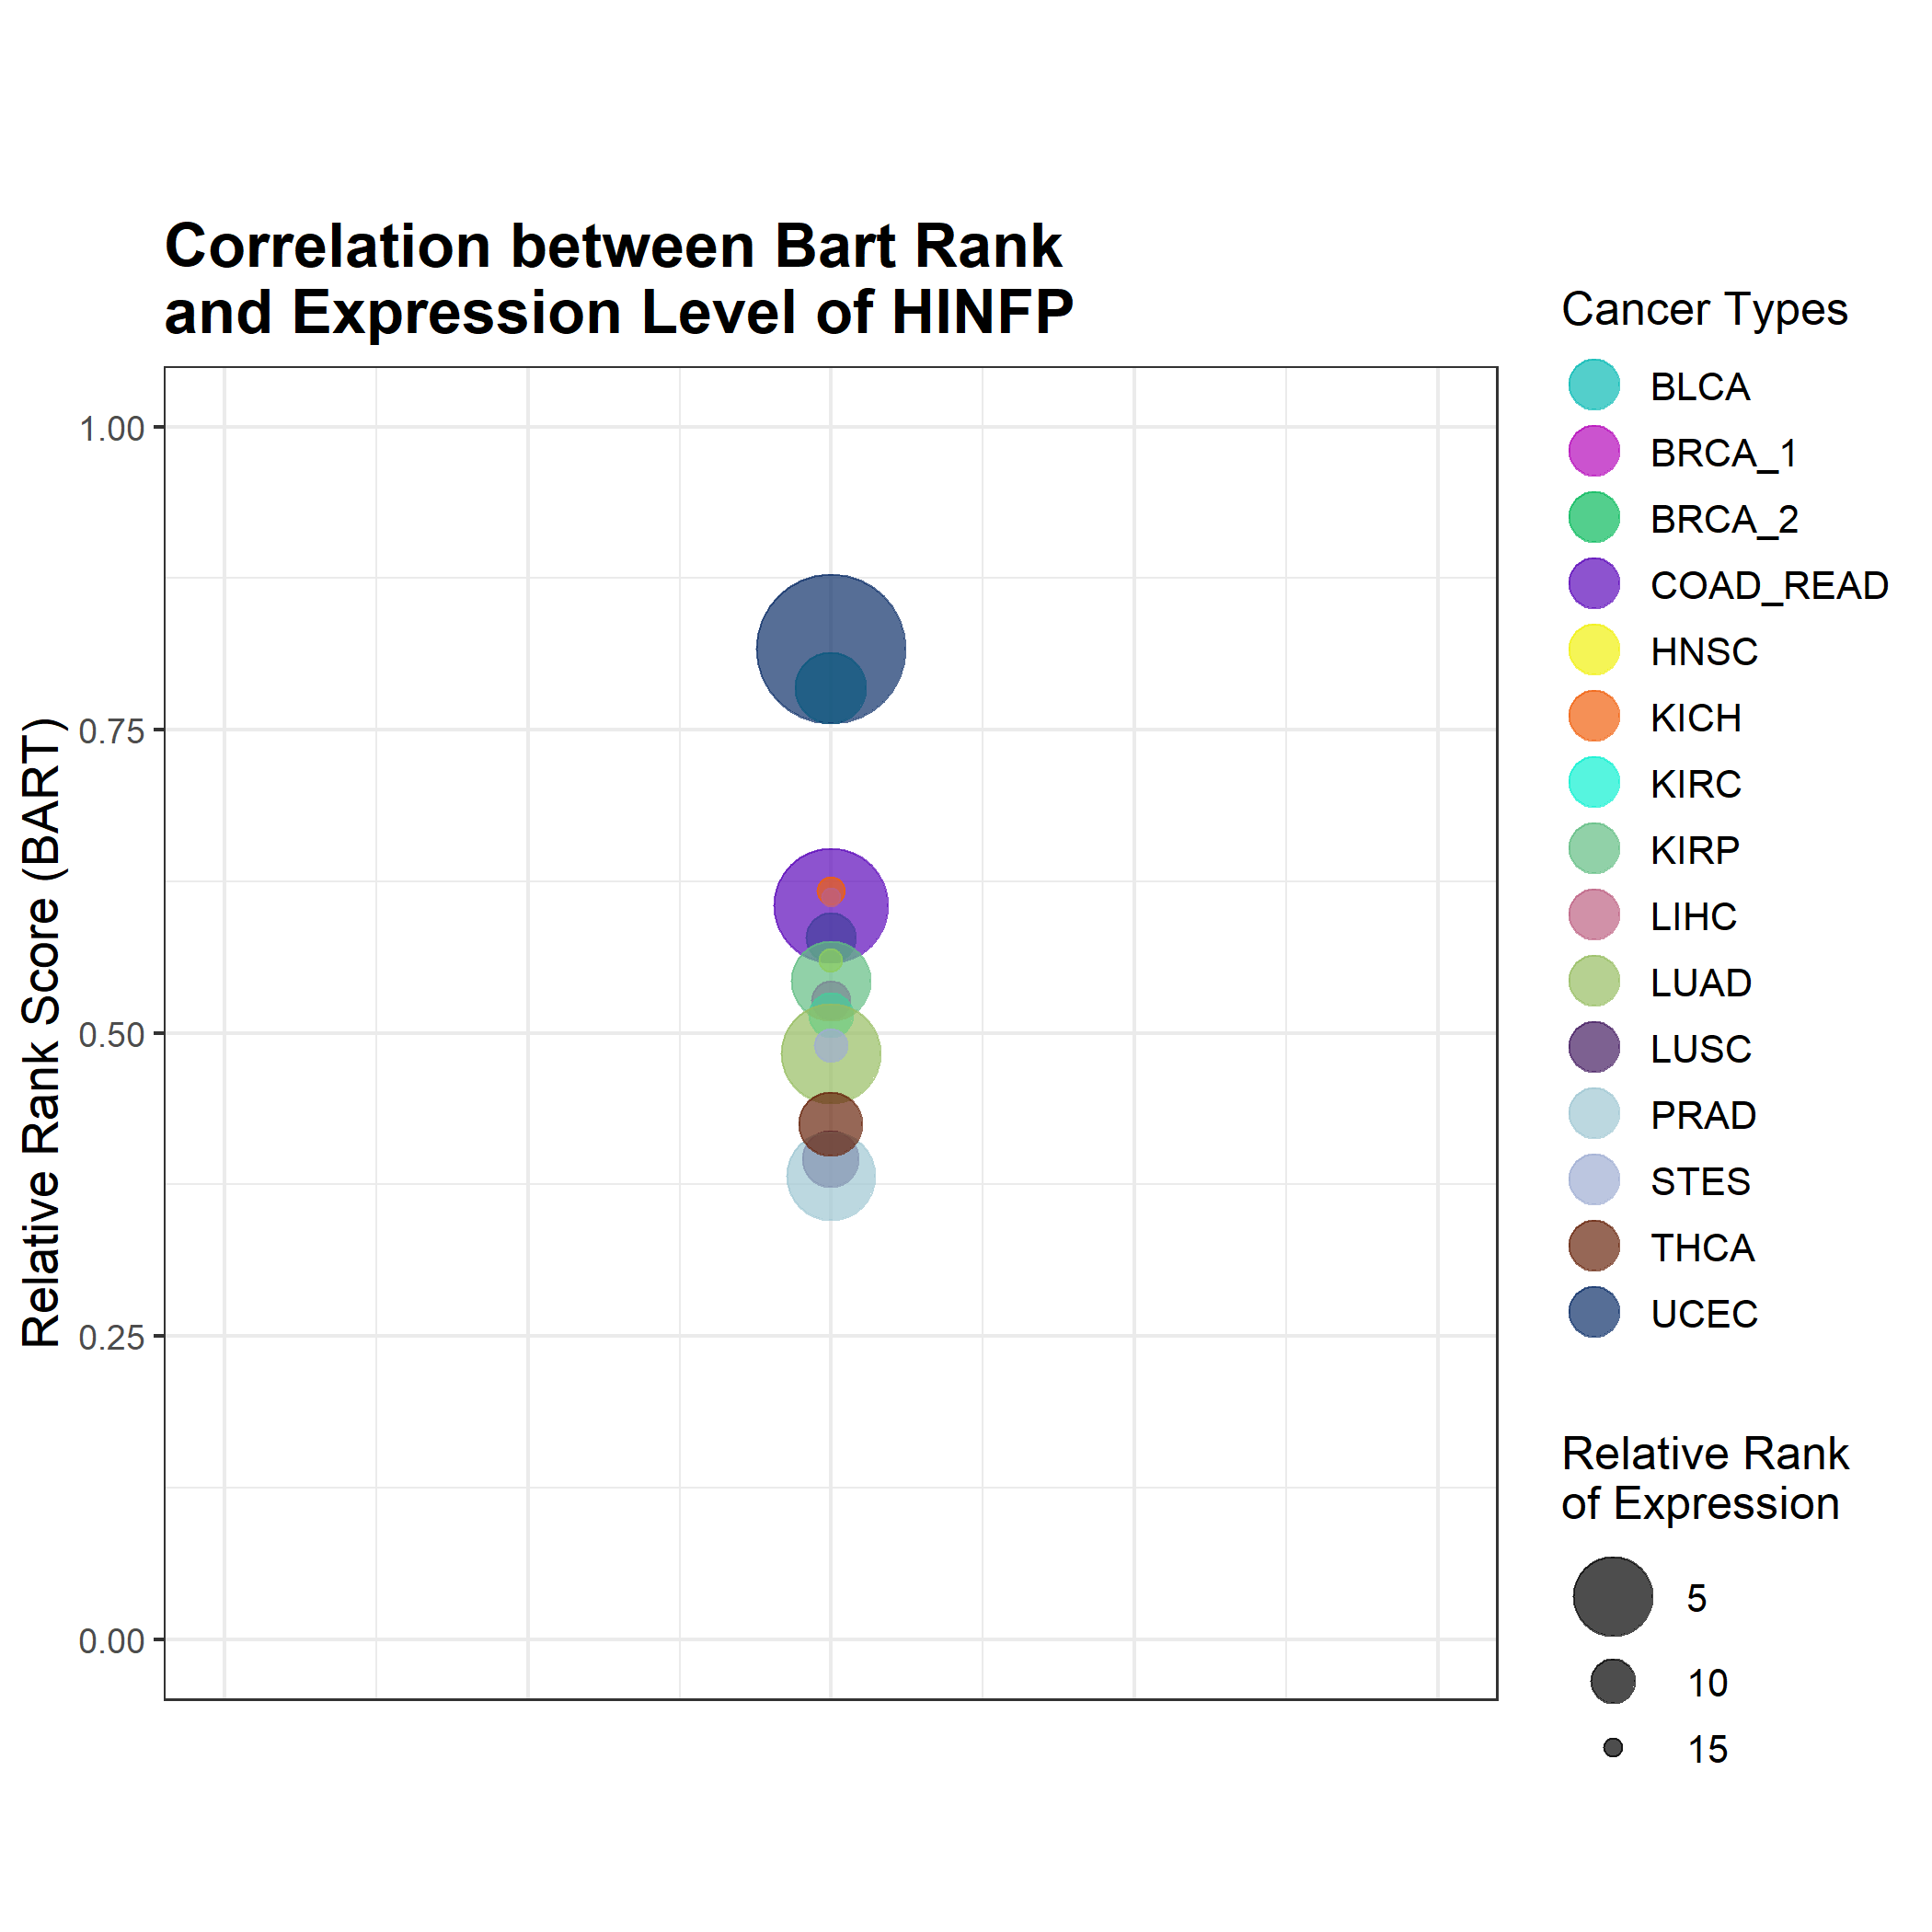 Correlation between Bart Rank
and Expression Level of HINFP
Relative Rank Score (BART)
1.00
0.75
0.50
0.25
0.00
Cancer Types
BLCA
BRCA_1
BRCA_2
COAD_READ
HNSC
KICH
KIRC
KIRP
LIHC
LUAD
LUSC
PRAD
STES
THCA
UCEC
Relative Rank
of Expression
5
10
15